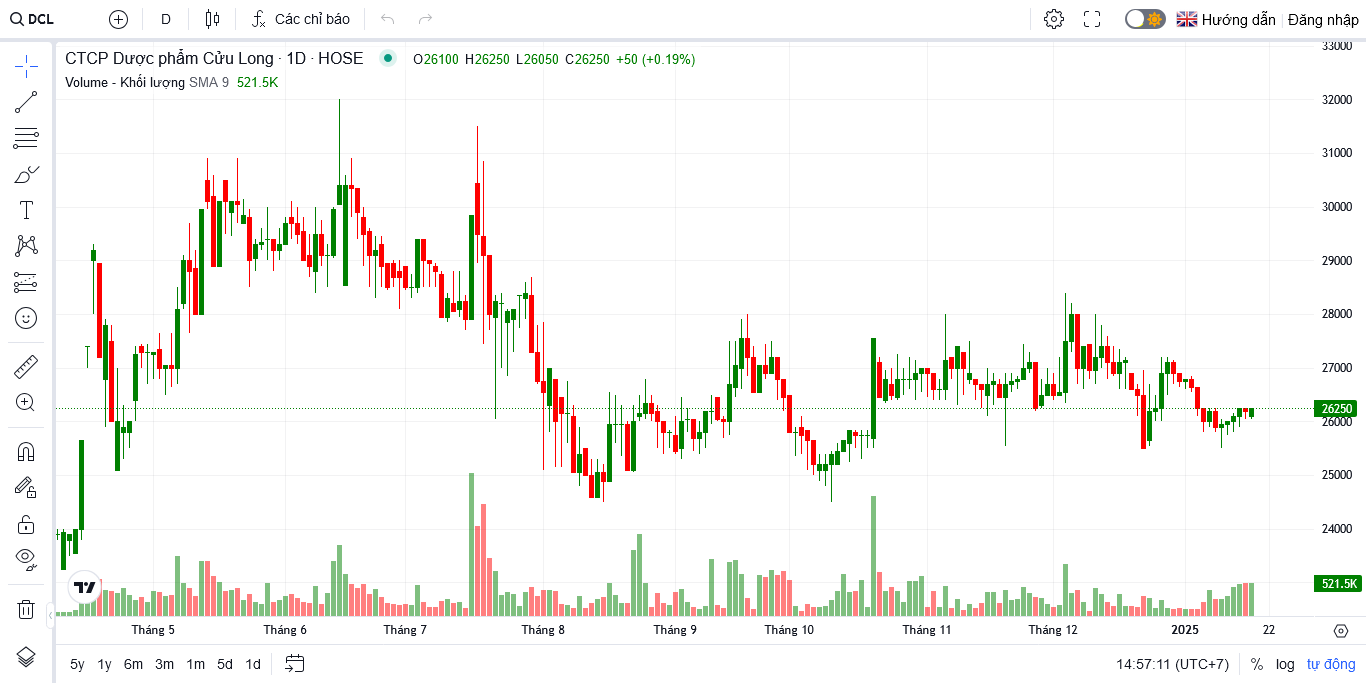 DCL D Các chỉ báo Hướng dẫn Đăng nhập
CTCP Dược phẩm Cửu Long · 1D · HOSE O26100 H26250 L26050 C26250 +50 (+0.19%)
Volume - Khối lượng SMA 9 521.5K
33000
32000
31000
30000
29000
28000
27000
26250
26000
25000
24000
521.5K
Tháng 5 Tháng 6 Tháng 7 Tháng 8 Tháng 9 Tháng 10 Tháng 11 Tháng 12 2025 22
5y 1y 6m 3m 1m 5d 1d 14:57:11 (UTC+7) % log tự động